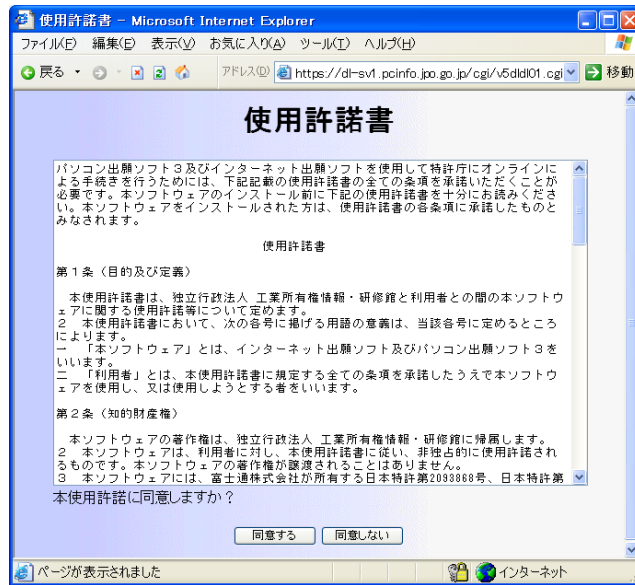 使用許諾書 - Microsoft Internet Explorer
ファイル(F) 編集(E) 表示(V) お気に入り(A) ツール(T) ヘルプ(H)
戻る アドレス(D) https://dl-sv1.pcinfo.jpo.go.jp/cgi/v5dldl01.cgi 移動
使用許諾書
パソコン出願ソフト3及びインターネット出願ソフトを使用して特許庁にオンラインに
よる手続きを行うためには、下記記載の使用許諾書の全ての条項を承諾いただくことが
必要です。本ソフトウェアのインストール前に下記の使用許諾書を十分にお読みくださ
い。本ソフトウェアをインストールされた方は、使用許諾書の各条項に承諾したものと
みなされます。
使用許諾書
第1条（目的及び定義）
本使用許諾書は、独立行政法人 工業所有権情報・研修館と利用者との間の本ソフトウ
ェアに関する使用許諾等について定めます。
2 本使用許諾書において、次の各号に掲げる用語の意義は、当該各号に定めるところ
によります。
一 「本ソフトウェア」とは、インターネット出願ソフト及びパソコン出願ソフト3を
いいます。
二 「利用者」とは、本使用許諾書に規定する全ての条項を承諾したうえで本ソフトウ
ェアを使用し、又は使用しようとする者をいいます。
第2条（知的財産権）
本ソフトウェアの著作権は、独立行政法人 工業所有権情報・研修館に帰属します。
2 本ソフトウェアは、利用者に対し、本使用許諾書に従い、非独占的に使用許諾され
るものです。本ソフトウェアの著作権が譲渡されることはありません。
3 本ソフトウェアには、富士通株式会社が所有する日本特許第2093868号、日本特許第
本使用許諾に同意しますか？
同意する 同意しない
ページが表示されました インターネット